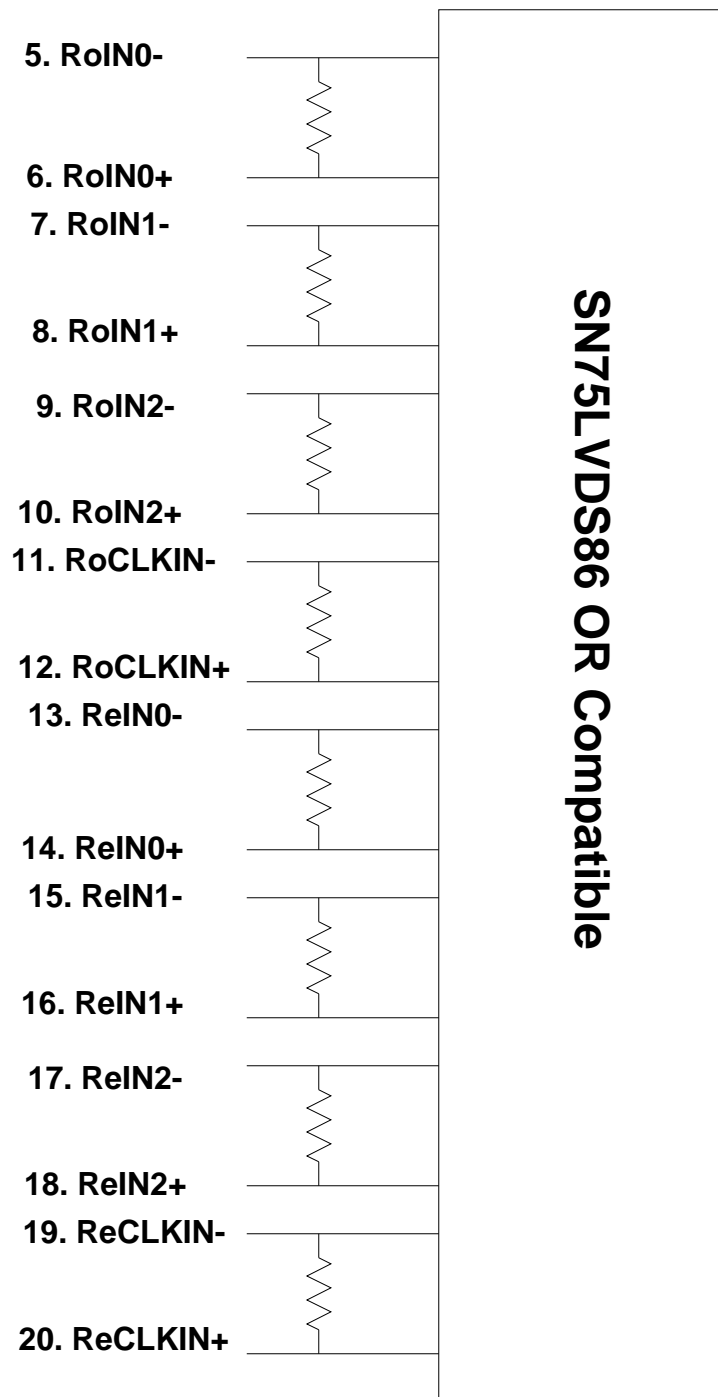 5. RoIN0-
6. RoIN0+
7. RoIN1-
8. RoIN1+
9. RoIN2-
10. RoIN2+
11. RoCLKIN-
12. RoCLKIN+
13. ReIN0-
14. ReIN0+
15. ReIN1-
16. ReIN1+
17. ReIN2-
18. ReIN2+
19. ReCLKIN-
20. ReCLKIN+
SN75LVDS86 OR Compatible